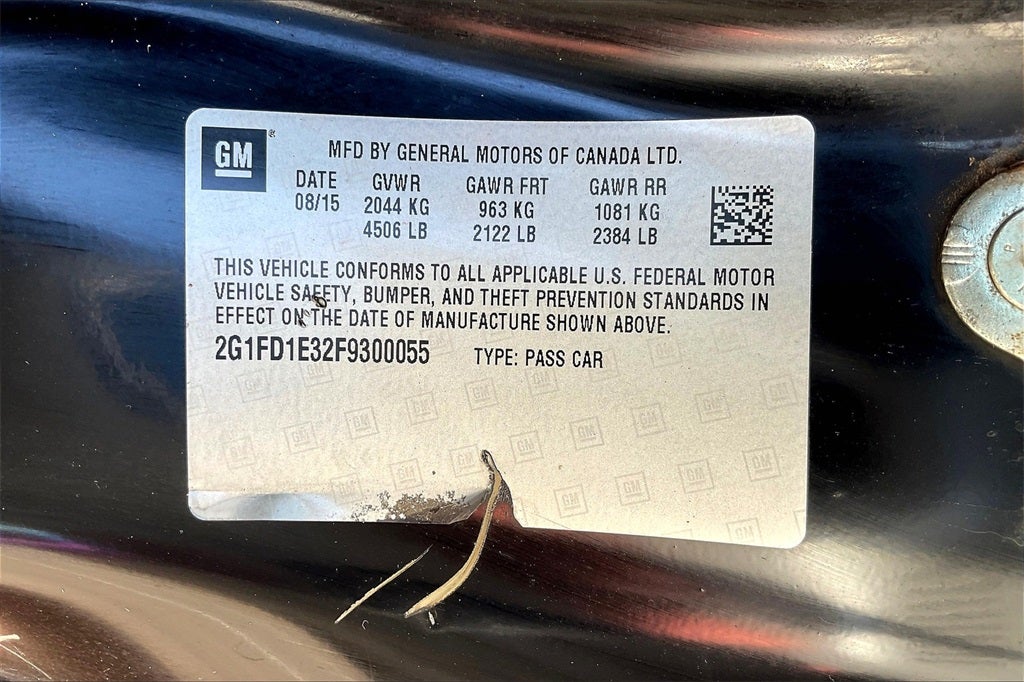 GM ®
MFD BY GENERAL MOTORS OF CANADA LTD.
DATE GVWR GAWR FRT GAWR RR
08/15 2044 KG 963 KG 1081 KG
4506 LB 2122 LB 2384 LB
THIS VEHICLE CONFORMS TO ALL APPLICABLE U.S. FEDERAL MOTOR
VEHICLE SAFETY, BUMPER, AND THEFT PREVENTION STANDARDS IN
EFFECT ON THE DATE OF MANUFACTURE SHOWN ABOVE.
2G1FD1E32F9300055 TYPE: PASS CAR